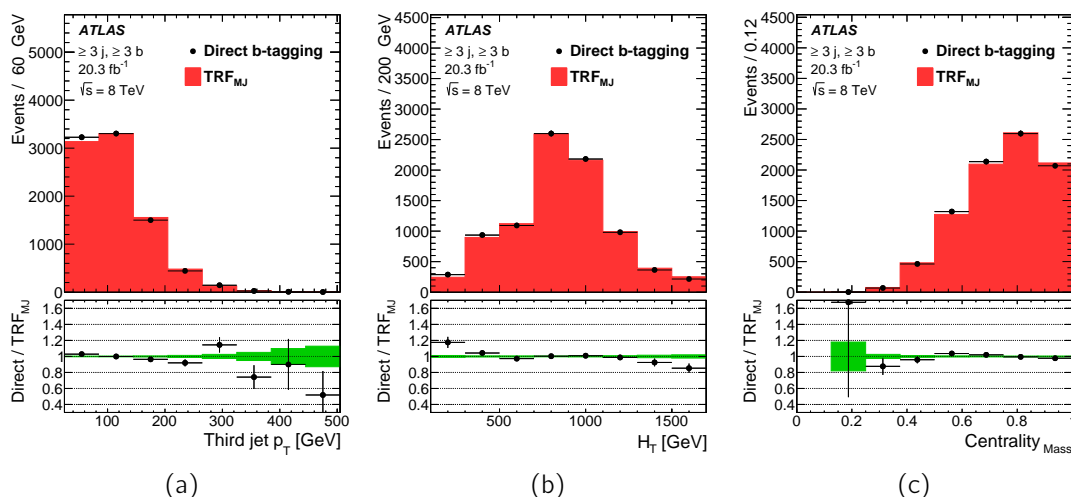 Events / 60 GeV
5000
4000
3000
2000
1000
0
ATLAS
≥ 3 j, ≥ 3 b
20.3 fb⁻¹
√s = 8 TeV
Direct b-tagging
TRF_MJ
Direct / TRF_MJ
1.6
1.4
1.2
1
0.8
0.6
0.4
100 200 300 400 500
Third jet p_T [GeV]
(a)
Events / 200 GeV
4500
4000
3500
3000
2500
2000
1500
1000
500
0
ATLAS
≥ 3 j, ≥ 3 b
20.3 fb⁻¹
√s = 8 TeV
Direct b-tagging
TRF_MJ
Direct / TRF_MJ
1.6
1.4
1.2
1
0.8
0.6
0.4
500 1000 1500
H_T [GeV]
(b)
Events / 0.12
4500
4000
3500
3000
2500
2000
1500
1000
500
0
ATLAS
≥ 3 j, ≥ 3 b
20.3 fb⁻¹
√s = 8 TeV
Direct b-tagging
TRF_MJ
Direct / TRF_MJ
1.6
1.4
1.2
1
0.8
0.6
0.4
0 0.2 0.4 0.6 0.8 1
Centrality_Mass
(c)